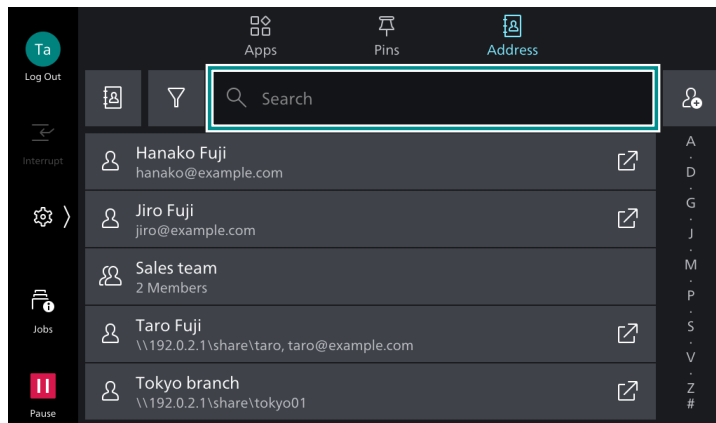 Ta
Log Out
Interrupt
Jobs
Pause
Apps
Pins
Address
Search
Hanako Fuji
hanako@example.com
Jiro Fuji
jiro@example.com
Sales team
2 Members
Taro Fuji
\\192.0.2.1\share\taro, taro@example.com
Tokyo branch
\\192.0.2.1\share\tokyo01
A
.
D
.
G
.
J
.
M
.
P
.
S
.
V
.
Z
#